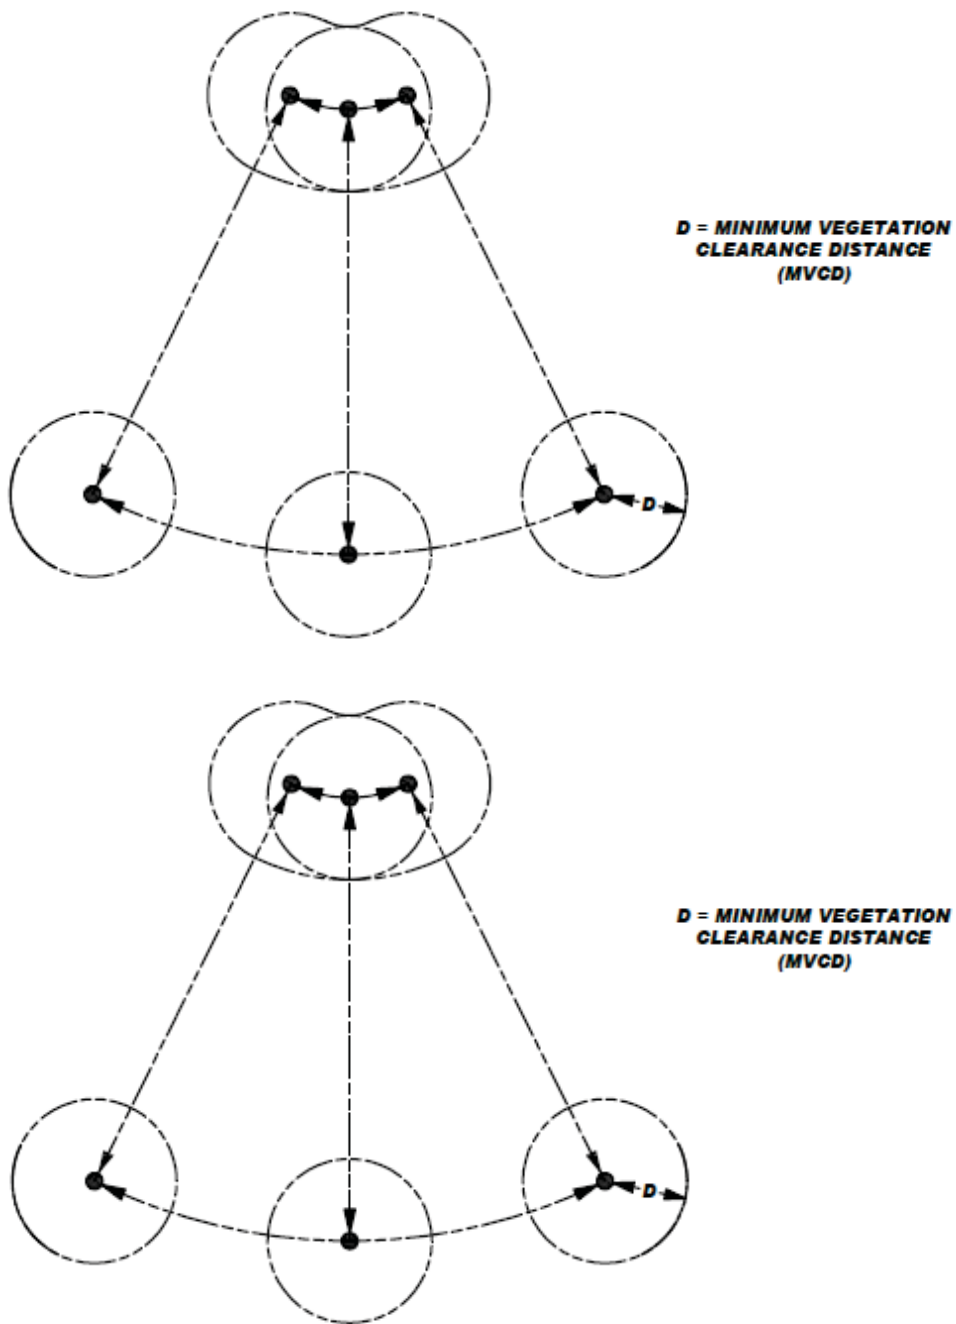 D = MINIMUM VEGETATION
CLEARANCE DISTANCE
(MVCD)
D
D = MINIMUM VEGETATION
CLEARANCE DISTANCE
(MVCD)
D